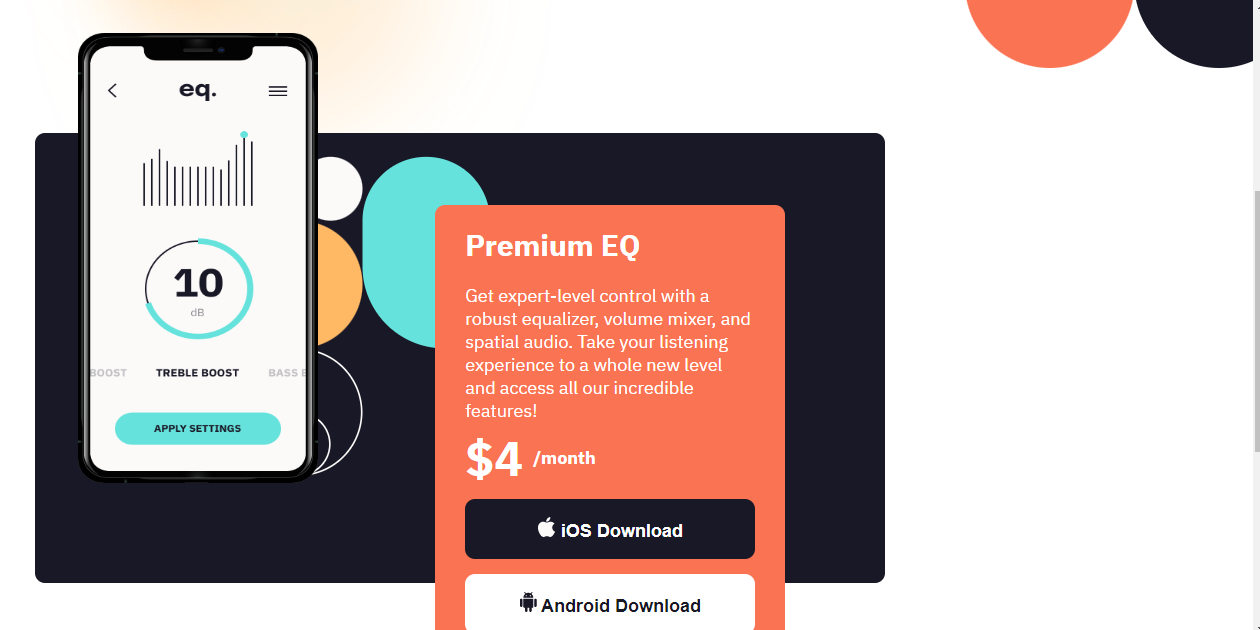 eq.
10
dB
BOOST TREBLE BOOST BASS
APPLY SETTINGS
Premium EQ
Get expert-level control with a
robust equalizer, volume mixer, and
spatial audio. Take your listening
experience to a whole new level
and access all our incredible
features!
$4 /month
iOS Download
Android Download